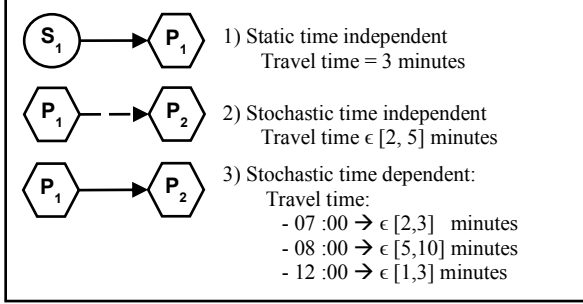 S1 P1 1) Static time independent
Travel time = 3 minutes
P1 P2 2) Stochastic time independent
Travel time ϵ [2, 5] minutes
P1 P2 3) Stochastic time dependent:
Travel time:
- 07 :00 → ϵ [2,3] minutes
- 08 :00 → ϵ [5,10] minutes
- 12 :00 → ϵ [1,3] minutes